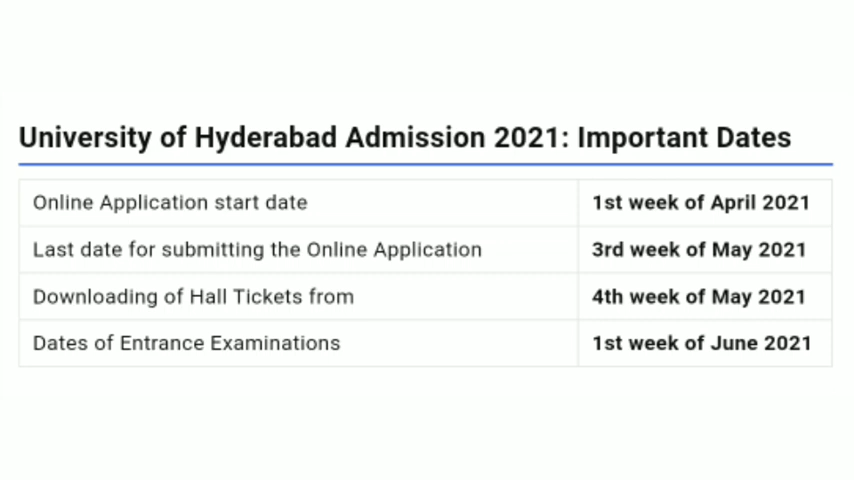 University of Hyderabad Admission 2021: Important Dates
Online Application start date 1st week of April 2021
Last date for submitting the Online Application 3rd week of May 2021
Downloading of Hall Tickets from 4th week of May 2021
Dates of Entrance Examinations 1st week of June 2021